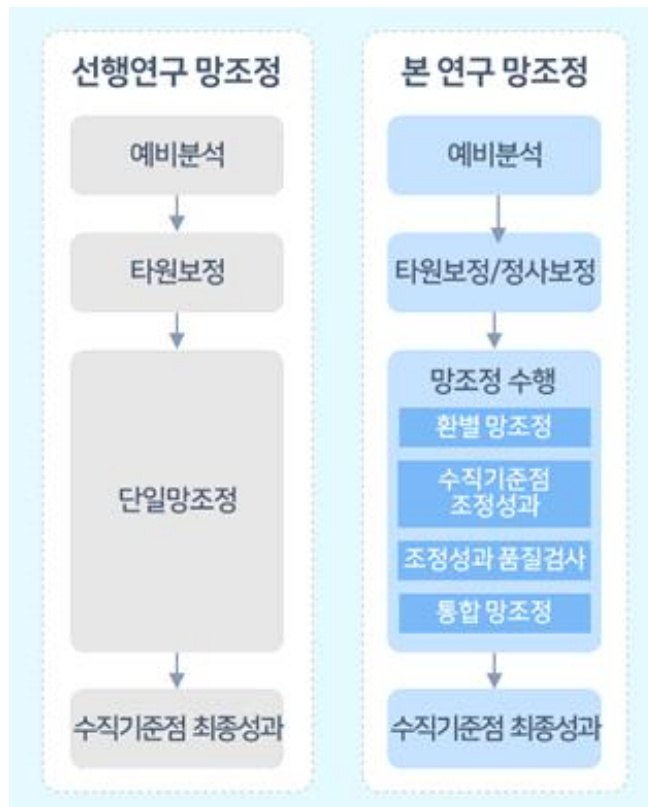 선행연구 망조정
예비분석
타원보정
단일망조정
수직기준점 최종성과
본 연구 망조정
예비분석
타원보정/정사보정
망조정 수행
환별 망조정
수직기준점
조정성과
조정성과 품질검사
통합 망조정
수직기준점 최종성과